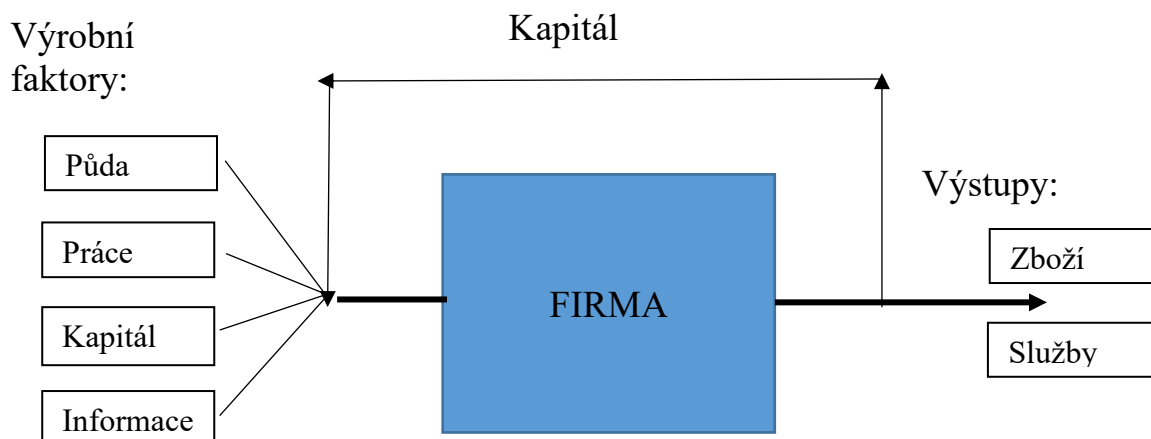 Výrobní
faktory:
Kapitál
Půda
Práce
Kapitál
Informace
FIRMA
Výstupy:
Zboží
Služby